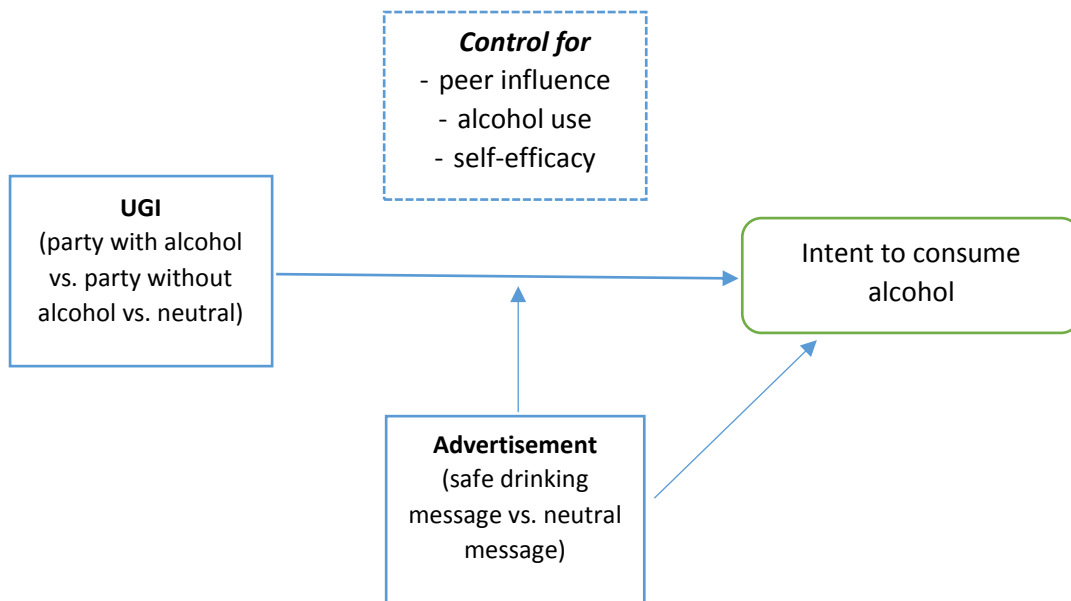 Control for
- peer influence
- alcohol use
- self-efficacy
UGI
(party with alcohol
vs. party without
alcohol vs. neutral)
Intent to consume
alcohol
Advertisement
(safe drinking
message vs. neutral
message)